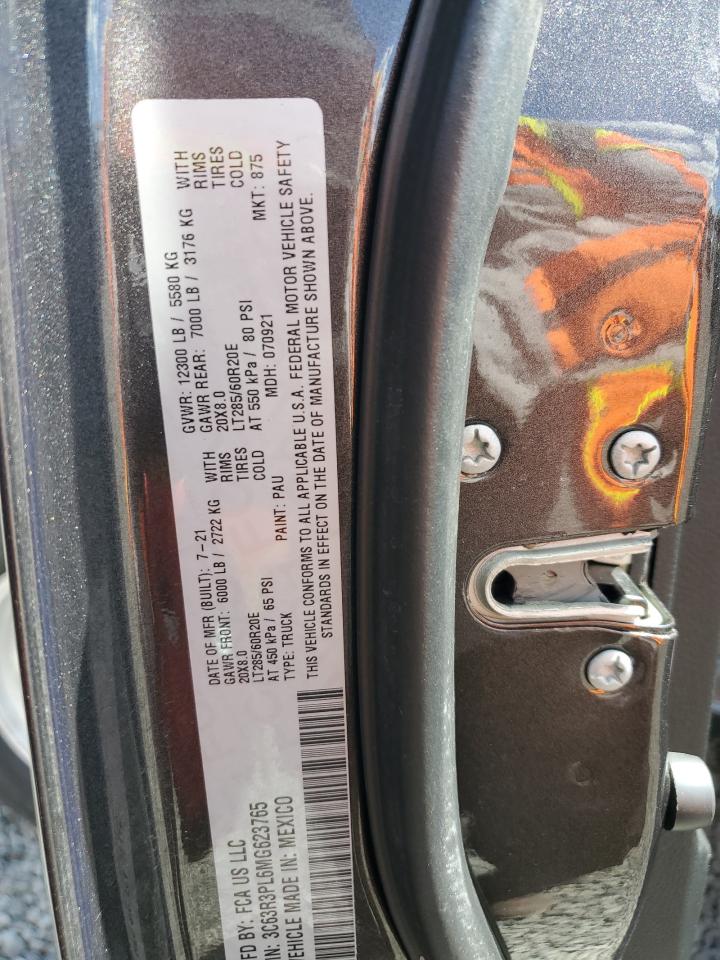 FD BY: FCA US LLC
DATE OF MFR (BUILT): 7-21
GVWR: 12300 LB / 5580 KG
GAWR FRONT: 6000 LB / 2722 KG WITH
20X8.0 RIMS
LT285/60R20E TIRES
AT 450 kPa / 65 PSI COLD
GAWR REAR: 7000 LB / 3176 KG WITH
20X8.0 RIMS
LT285/60R20E TIRES
AT 550 kPa / 80 PSI COLD
TYPE: TRUCK PAINT: PAU MDH: 070921 MKT: 875
THIS VEHICLE CONFORMS TO ALL APPLICABLE U.S.A. FEDERAL MOTOR VEHICLE SAFETY
STANDARDS IN EFFECT ON THE DATE OF MANUFACTURE SHOWN ABOVE.
IN: 3C63R3PL6MG623765
EHICLE MADE IN: MEXICO